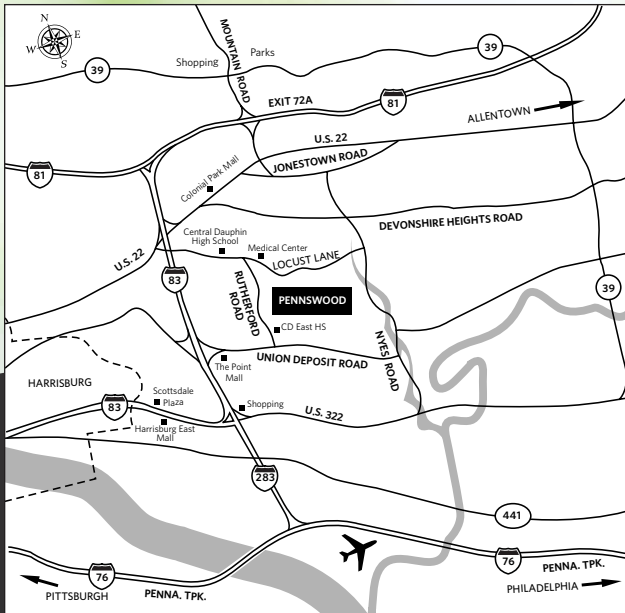 N
W E
S
Shopping
Parks
MOUNTAIN ROAD
39
39
EXIT 72A
81
ALLENTOWN
U.S. 22
JONESTOWN ROAD
81
Colonial Park Mall
DEVONSHIRE HEIGHTS ROAD
Central Dauphin
High School
Medical Center
LOCUST LANE
U.S. 22
83
RUTHERFORD
ROAD
PENNSWOOD
39
CD East HS
NYES ROAD
UNION DEPOSIT ROAD
The Point
Mall
HARRISBURG
Scottsdale
Plaza
83
Shopping
U.S. 322
Harrisburg East
Mall
283
441
76
PENNA. TPK.
76
PENNA. TPK.
PITTSBURGH
PHILADELPHIA